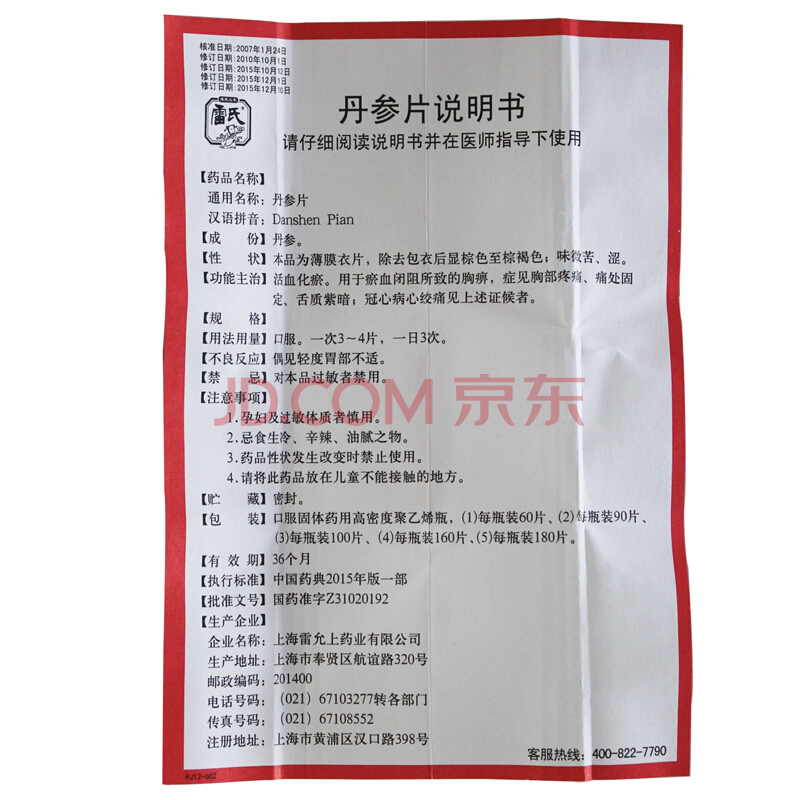 核准日期:2007年1月24日
修订日期:2010年10月1日
修订日期:2015年10月12日
修订日期:2015年12月1日
修订日期:2015年12月10日
雷氏
丹参片说明书
请仔细阅读说明书并在医师指导下使用
【药品名称】
通用名称：丹参片
汉语拼音：Danshen Pian
【成 份】丹参。
【性 状】本品为薄膜衣片，除去包衣后显棕色至棕褐色；味微苦、涩。
【功能主治】活血化瘀。用于瘀血闭阻所致的胸痹，症见胸部疼痛、痛处固
定、舌质紫暗；冠心病心绞痛见上述证候者。
【规 格】
【用法用量】口服。一次3～4片，一日3次。
【不良反应】偶见轻度胃部不适。
【禁 忌】对本品过敏者禁用。
JD.COM 京东
【注意事项】
1.孕妇及过敏体质者慎用。
2.忌食生冷、辛辣、油腻之物。
3.药品性状发生改变时禁止使用。
4.请将此药品放在儿童不能接触的地方。
【贮 藏】密封。
【包 装】口服固体药用高密度聚乙烯瓶，(1)每瓶装60片、(2)每瓶装90片、
(3)每瓶装100片、(4)每瓶装160片、(5)每瓶装180片。
【有 效 期】36个月
【执行标准】中国药典2015年版一部
【批准文号】国药准字Z31020192
【生产企业】
企业名称：上海雷允上药业有限公司
生产地址：上海市奉贤区航谊路320号
邮政编码：201400
电话号码：（021）67103277转各部门
传真号码：（021）67108552
注册地址：上海市黄浦区汉口路398号
客服热线：400-822-7790
PJ12-602